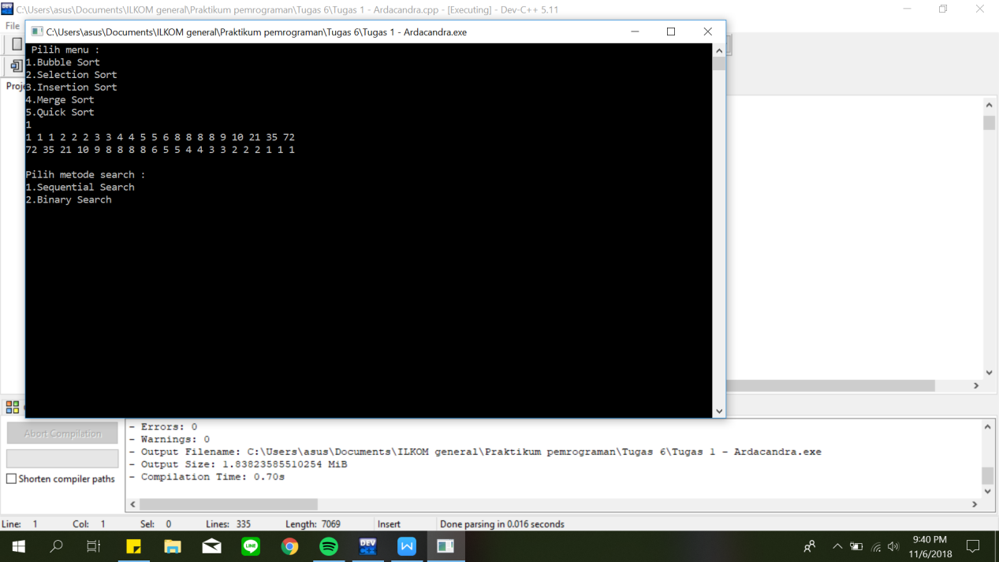 C:\Users\asus\Documents\ILKOM general\Praktikum pemrograman\Tugas 6\Tugas 1 - Ardacandra.cpp - [Executing] - Dev-C++ 5.11
File
C:\Users\asus\Documents\ILKOM general\Praktikum pemrograman\Tugas 6\Tugas 1 - Ardacandra.exe
Pilih menu :
1.Bubble Sort
2.Selection Sort
3.Insertion Sort
4.Merge Sort
5.Quick Sort
1
1 1 1 2 2 2 3 3 4 4 5 5 6 8 8 8 8 9 10 21 35 72
72 35 21 10 9 8 8 8 8 6 5 5 4 4 3 3 2 2 2 1 1 1
Pilih metode search :
1.Sequential Search
2.Binary Search
Proje
Abort Compilation
Shorten compiler paths
- Errors: 0
- Warnings: 0
- Output Filename: C:\Users\asus\Documents\ILKOM general\Praktikum pemrograman\Tugas 6\Tugas 1 - Ardacandra.exe
- Output Size: 1.83823585510254 MiB
- Compilation Time: 0.70s
Line: 1 Col: 1 Sel: 0 Lines: 335 Length: 7069 Insert Done parsing in 0.016 seconds
LINE
DEV
C++
W
9:40 PM
11/6/2018